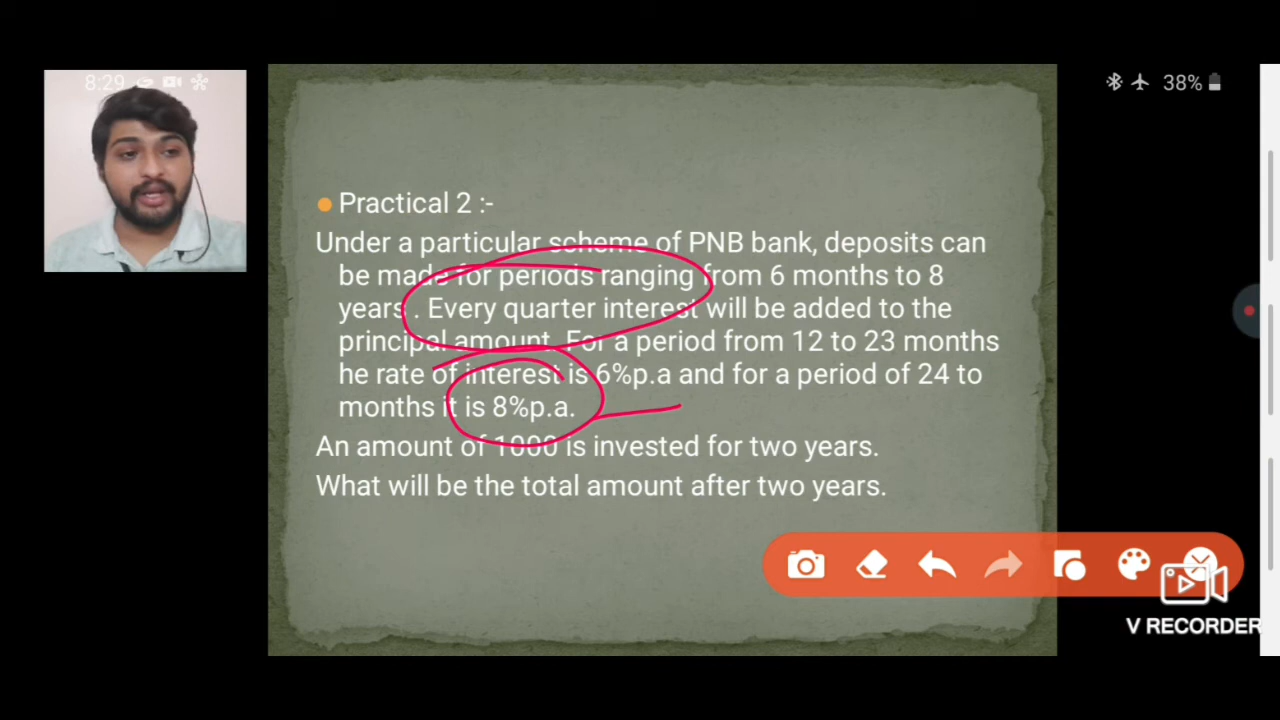 8:29
38%
Practical 2 :-
Under a particular scheme of PNB bank, deposits can
be made for periods ranging from 6 months to 8
years . Every quarter interest will be added to the
principal amount. For a period from 12 to 23 months
he rate of interest is 6%p.a and for a period of 24 to
months it is 8%p.a.
An amount of 1000 is invested for two years.
What will be the total amount after two years.
V RECORDER